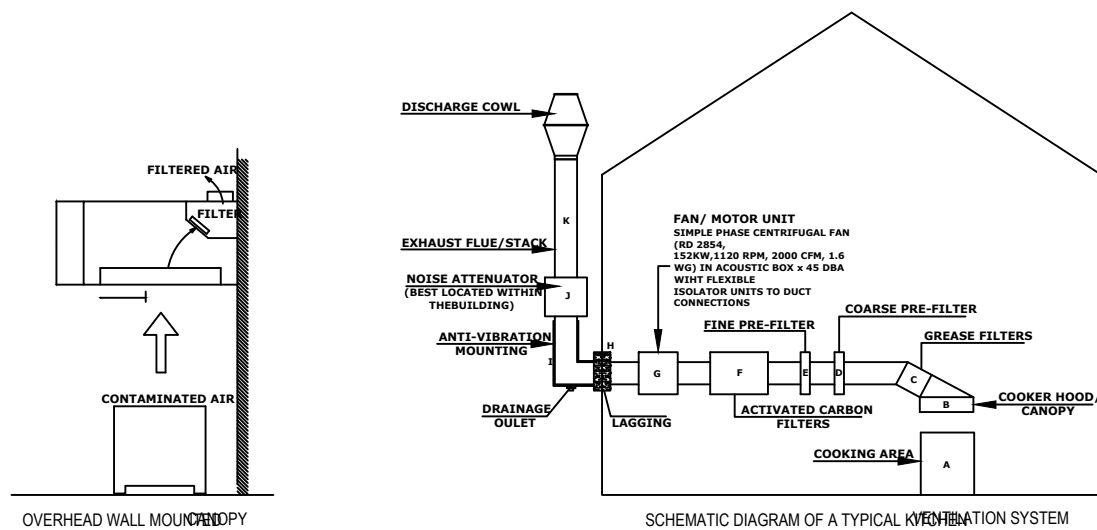 FILTERED AIR
FILTER
CONTAMINATED AIR
OVERHEAD WALL MOUNTED CANOPY
DISCHARGE COWL
K
EXHAUST FLUE/STACK
NOISE ATTENUATOR
(BEST LOCATED WITHIN
THEBUILDING)
J
ANTI-VIBRATION
MOUNTING
I
H
DRAINAGE
OULET
LAGGING
FAN/ MOTOR UNIT
SIMPLE PHASE CENTRIFUGAL FAN
(RD 2854,
152KW,1120 RPM, 2000 CFM, 1.6
WG) IN ACOUSTIC BOX x 45 DBA
WIHT FLEXIBLE
ISOLATOR UNITS TO DUCT
CONNECTIONS
G
F
ACTIVATED CARBON
FILTERS
FINE PRE-FILTER
E
COARSE PRE-FILTER
D
GREASE FILTERS
C
B
COOKER HOOD/
CANOPY
COOKING AREA
A
SCHEMATIC DIAGRAM OF A TYPICAL KITCHEN VENTILATION SYSTEM